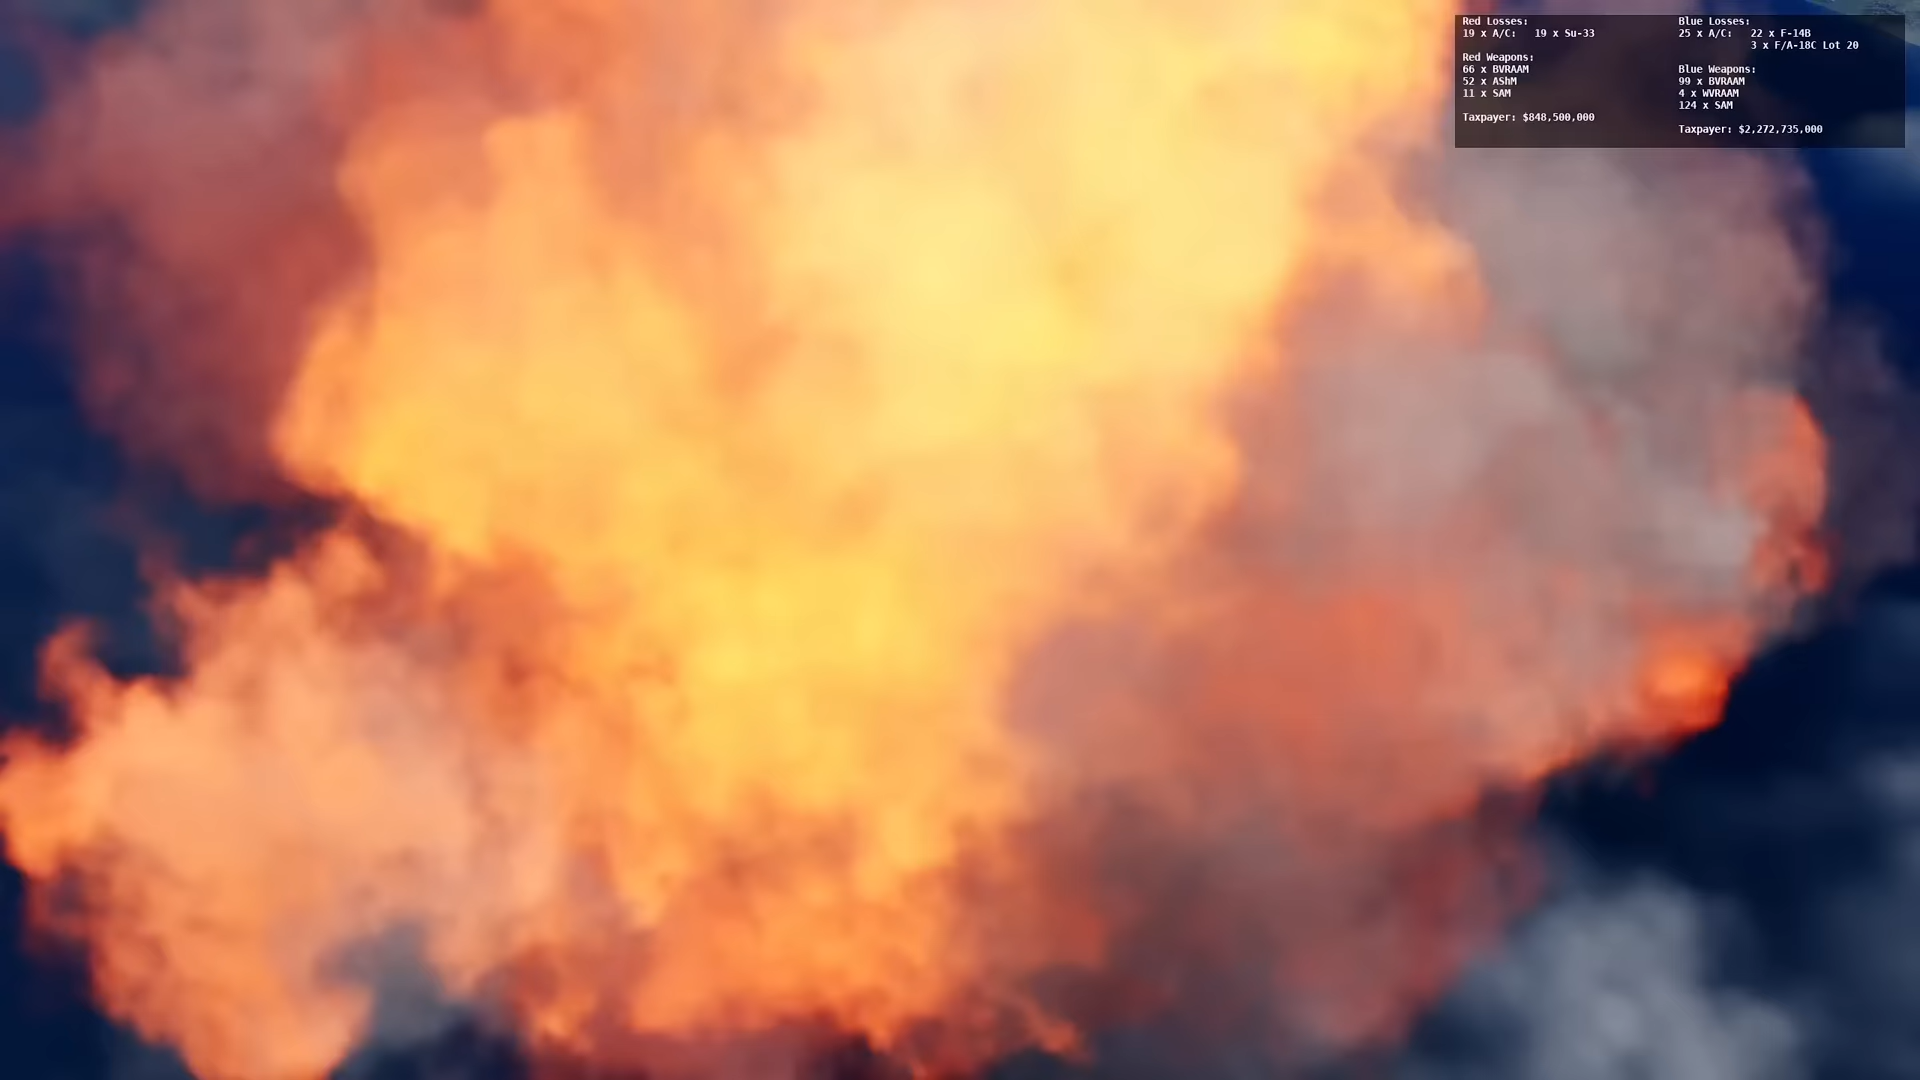 Red Losses:
19 x A/C:   19 x Su-33
Red Weapons:
66 x BVRAAM
52 x AShM
11 x SAM
Taxpayer: $848,500,000
Blue Losses:
25 x A/C:   22 x F-14B
3 x F/A-18C Lot 20
Blue Weapons:
99 x BVRAAM
4 x WVRAAM
124 x SAM
Taxpayer: $2,272,735,000